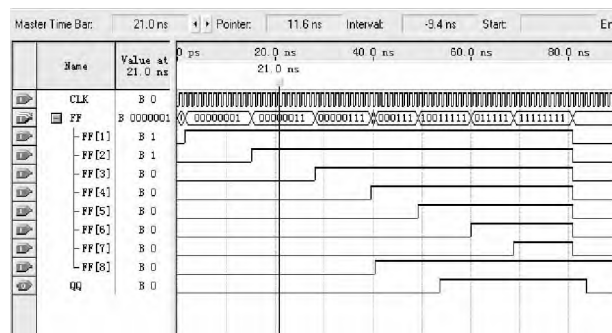 Master Time Bar: 21.0 ns Pointer: 11.6 ns Interval: -9.4 ns Start: En
Name Value at 21.0 ns 0 ps 20.0 ns 40.0 ns 60.0 ns 80.0 ns
21.0 ns
CLK B 0
FF B 0000001 00000001 00000011 00000111 000111 10011111 011111 11111111
FF[1] B 1
FF[2] B 1
FF[3] B 0
FF[4] B 0
FF[5] B 0
FF[6] B 0
FF[7] B 0
FF[8] B 0
QQ B 0